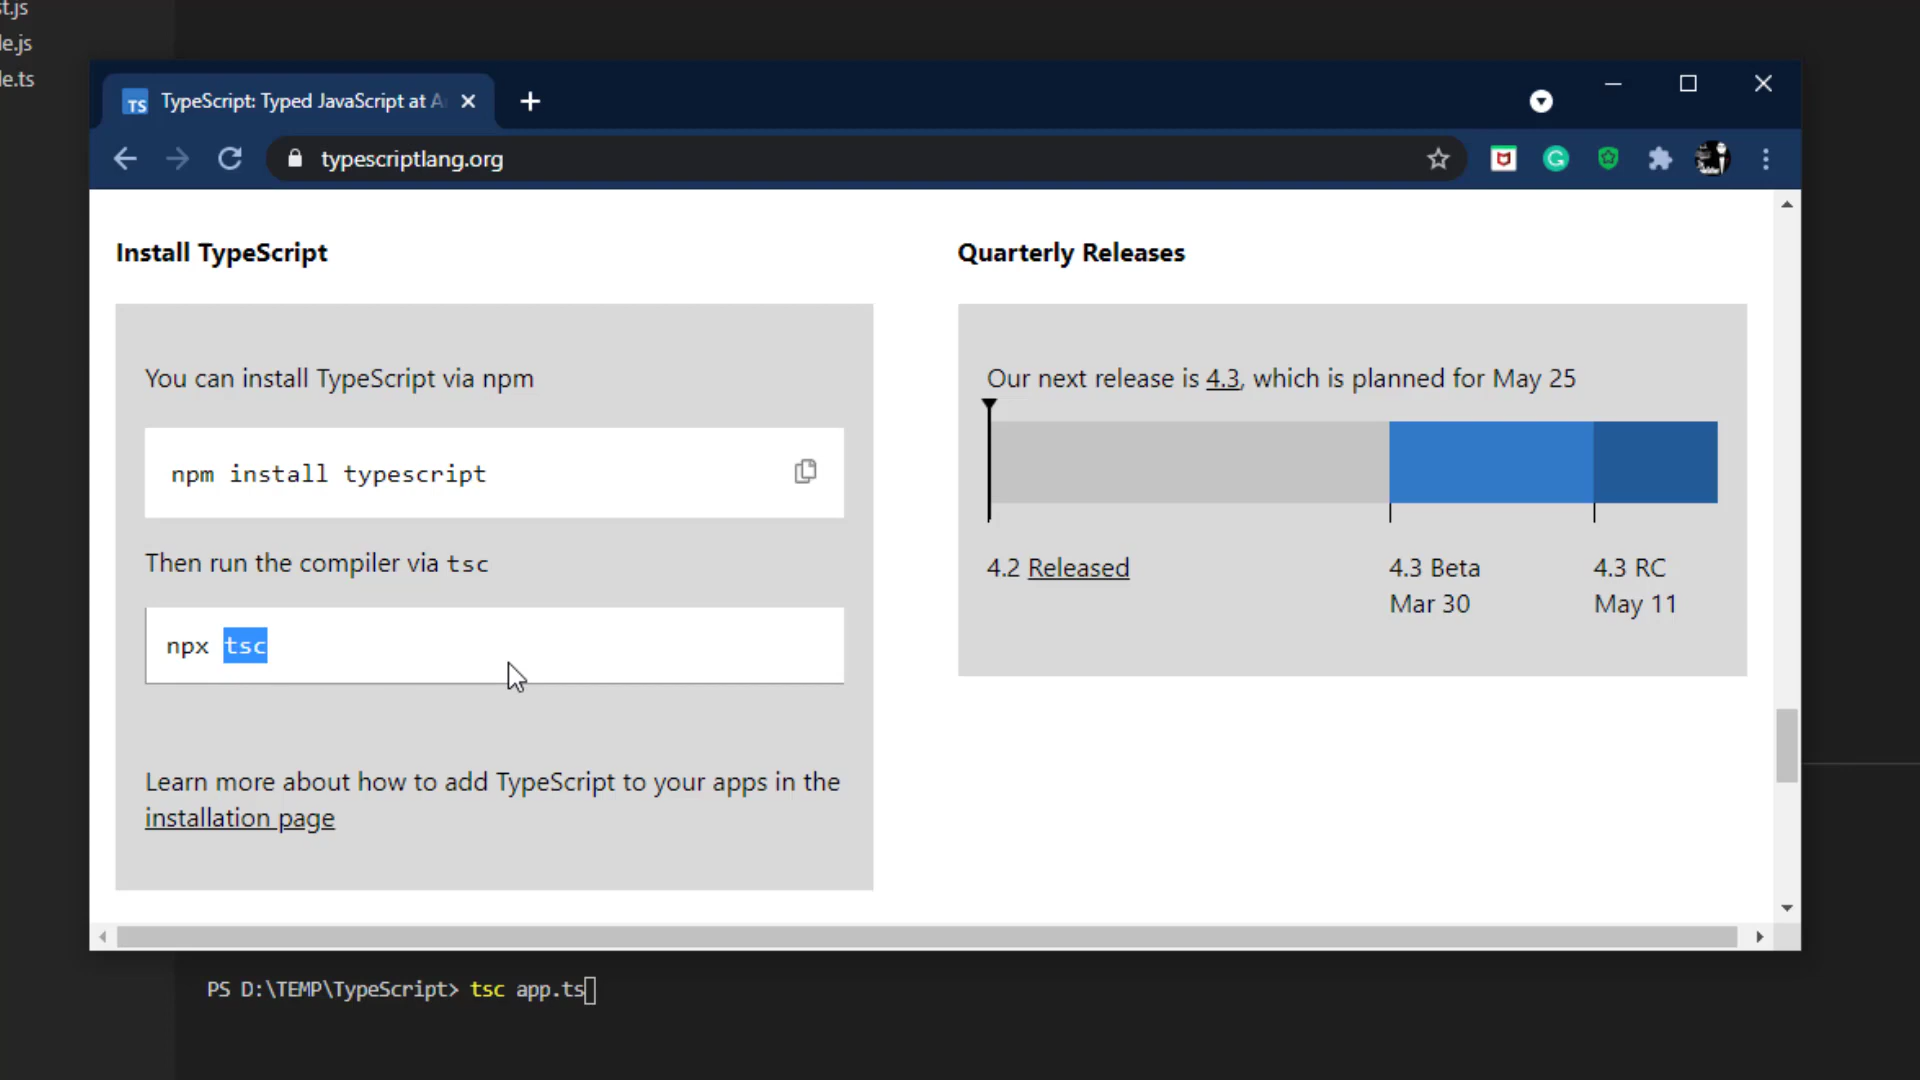 t.js
le.js
le.ts
TS TypeScript: Typed JavaScript at A
typescriptlang.org
Install TypeScript
You can install TypeScript via npm
npm install typescript
Then run the compiler via tsc
npx tsc
Learn more about how to add TypeScript to your apps in the
installation page
Quarterly Releases
Our next release is 4.3, which is planned for May 25
4.2 Released
4.3 Beta
Mar 30
4.3 RC
May 11
PS D:\TEMP\TypeScript> tsc app.ts